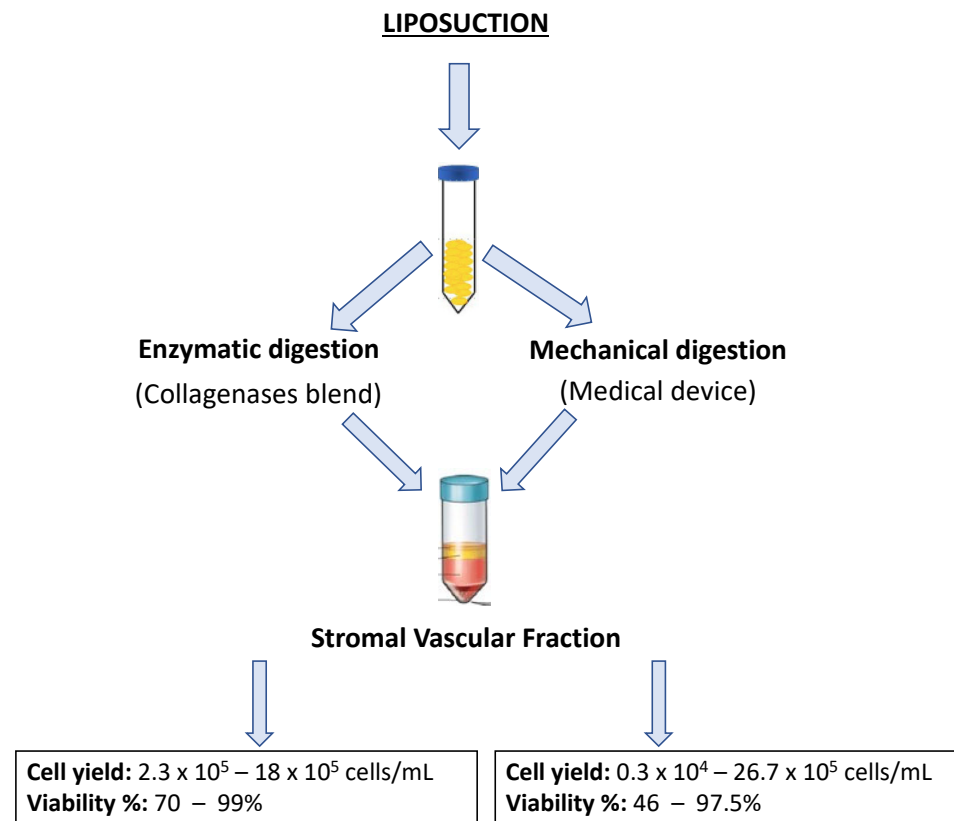 LIPOSUCTION
Enzymatic digestion
(Collagenases blend)
Mechanical digestion
(Medical device)
Stromal Vascular Fraction
Cell yield: 2.3 x 10⁵ – 18 x 10⁵ cells/mL
Viability %: 70 – 99%
Cell yield: 0.3 x 10⁴ – 26.7 x 10⁵ cells/mL
Viability %: 46 – 97.5%